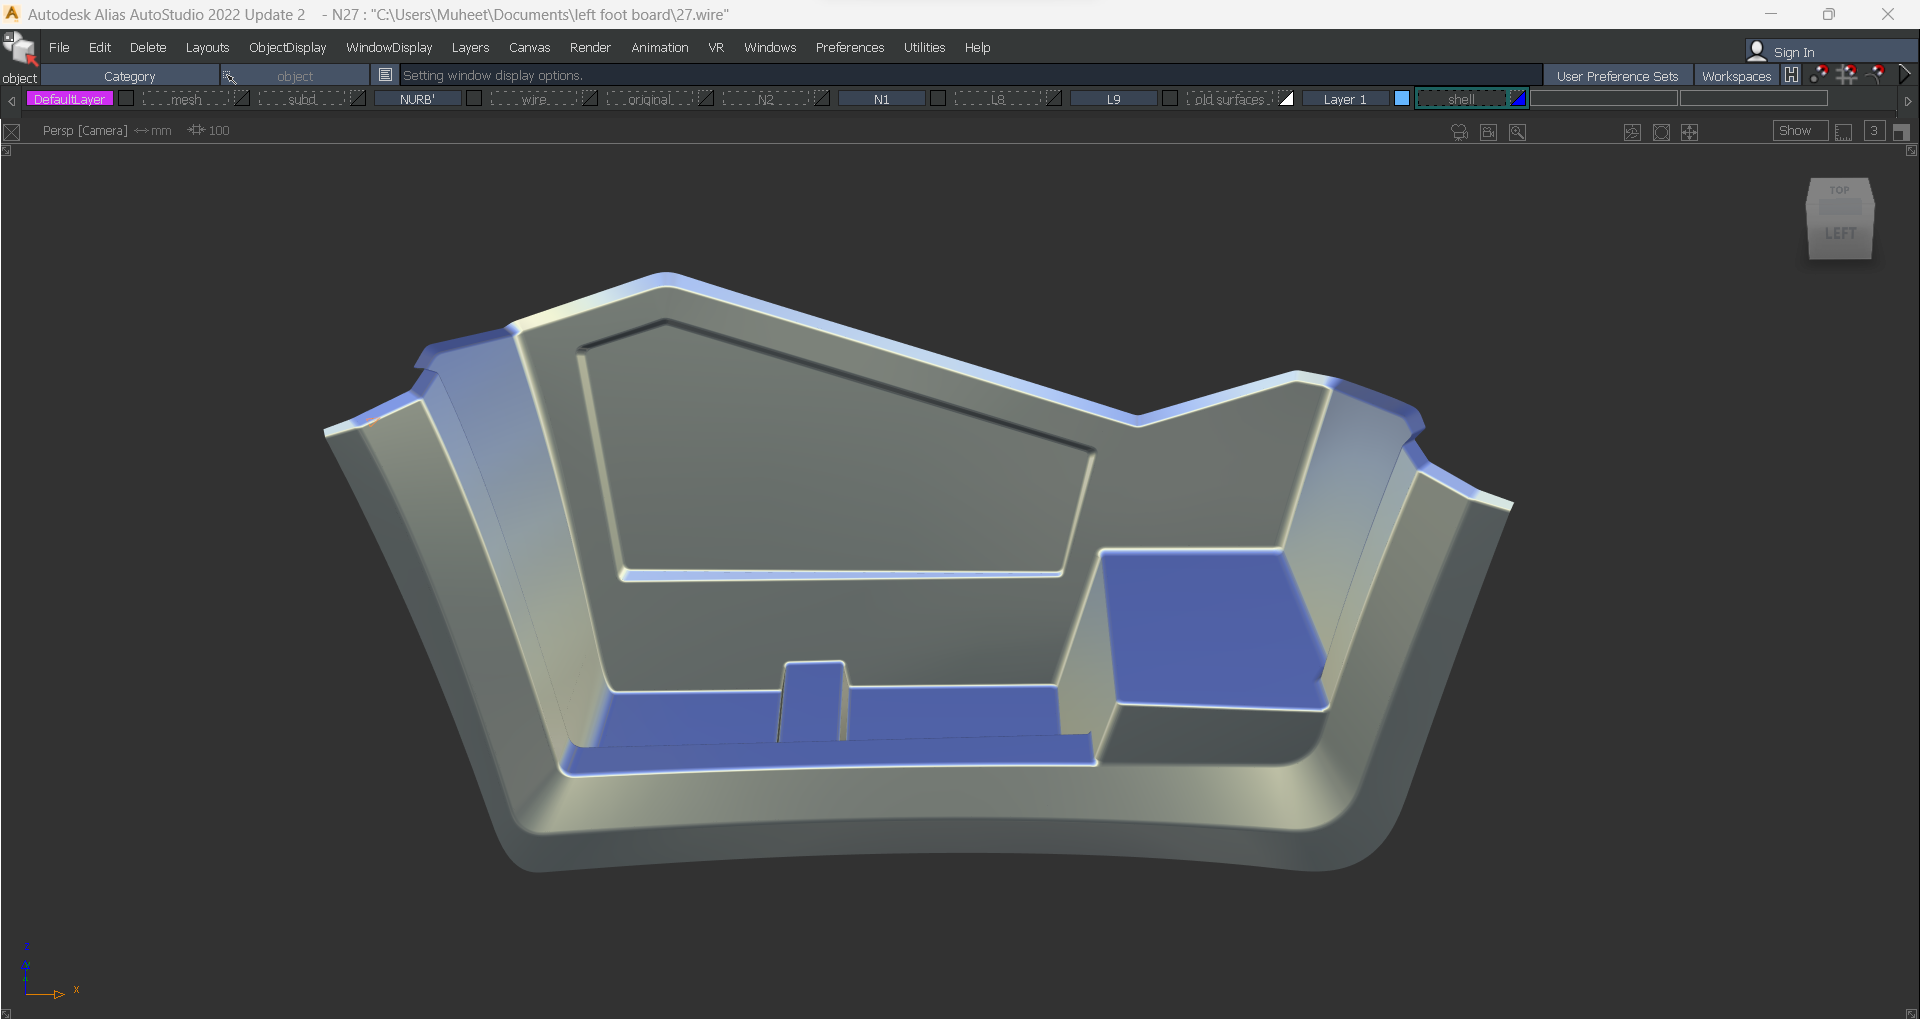 Autodesk Alias AutoStudio 2022 Update 2 - N27 : "C:\Users\Muheet\Documents\left foot board\27.wire"
File Edit Delete Layouts ObjectDisplay WindowDisplay Layers Canvas Render Animation VR Windows Preferences Utilities Help
Sign In
object Category object Setting window display options. User Preference Sets Workspaces
DefaultLayer mesh subd NURB' wire original N2 N1 L8 L9 old surfaces Layer 1 shell
Persp [Camera] mm 100 Show 3
TOP
LEFT
z
x